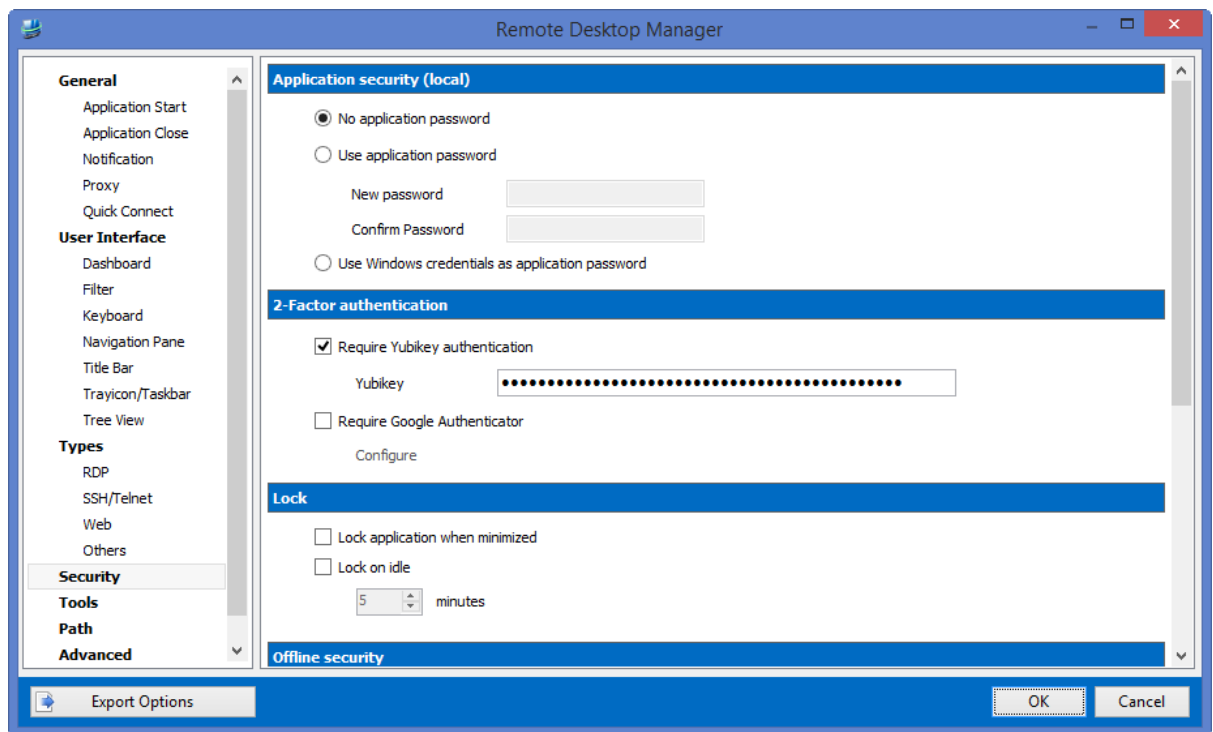 Remote Desktop Manager
General
Application Start
Application Close
Notification
Proxy
Quick Connect
User Interface
Dashboard
Filter
Keyboard
Navigation Pane
Title Bar
Trayicon/Taskbar
Tree View
Types
RDP
SSH/Telnet
Web
Others
Security
Tools
Path
Advanced
Application security (local)
No application password
Use application password
New password
Confirm Password
Use Windows credentials as application password
2-Factor authentication
Require Yubikey authentication
Yubikey
Require Google Authenticator
Configure
Lock
Lock application when minimized
Lock on idle
5 minutes
Offline security
Export Options
OK Cancel